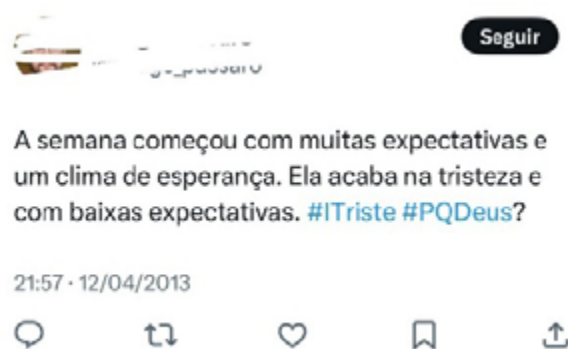 Seguir
A semana começou com muitas expectativas e
um clima de esperança. Ela acaba na tristeza e
com baixas expectativas. #ITriste #PQDeus?
21:57 · 12/04/2013